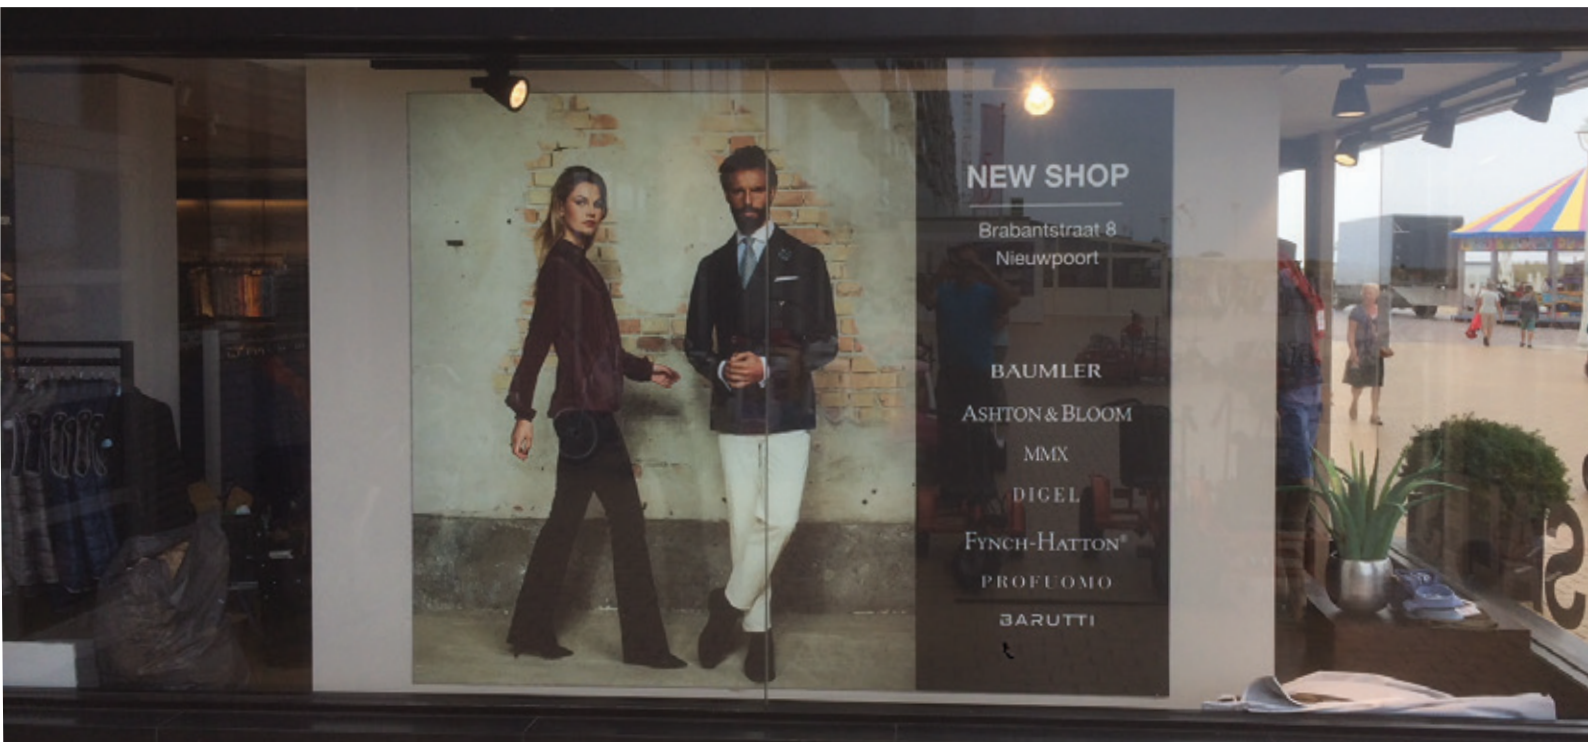 NEW SHOP
Brabantstraat 8
Nieuwpoort
BAUMLER
ASHTON & BLOOM
MMX
DIGEL
FYNCH-HATTON®
PROFUOMO
BARUTTI